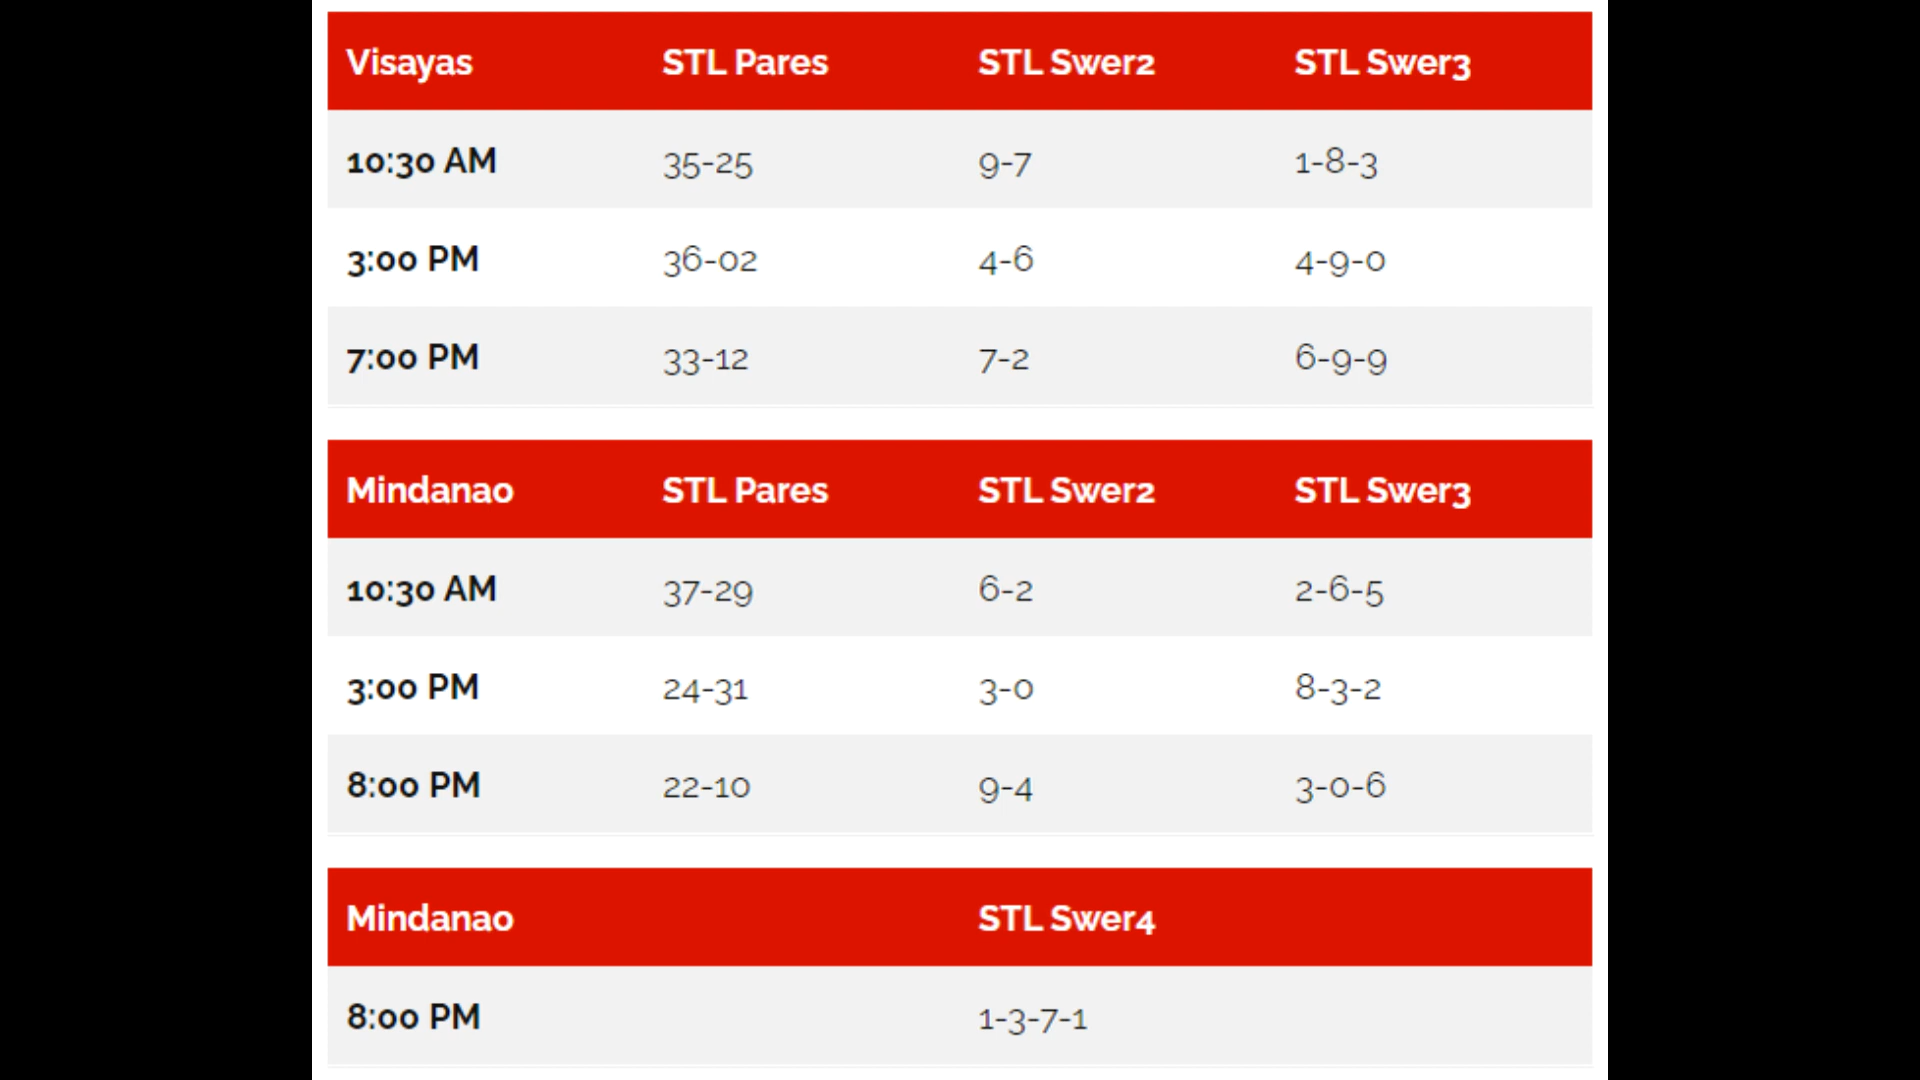 Visayas STL Pares STL Swer2 STL Swer3
10:30 AM 35-25 9-7 1-8-3
3:00 PM 36-02 4-6 4-9-0
7:00 PM 33-12 7-2 6-9-9
Mindanao STL Pares STL Swer2 STL Swer3
10:30 AM 37-29 6-2 2-6-5
3:00 PM 24-31 3-0 8-3-2
8:00 PM 22-10 9-4 3-0-6
Mindanao STL Swer4
8:00 PM 1-3-7-1